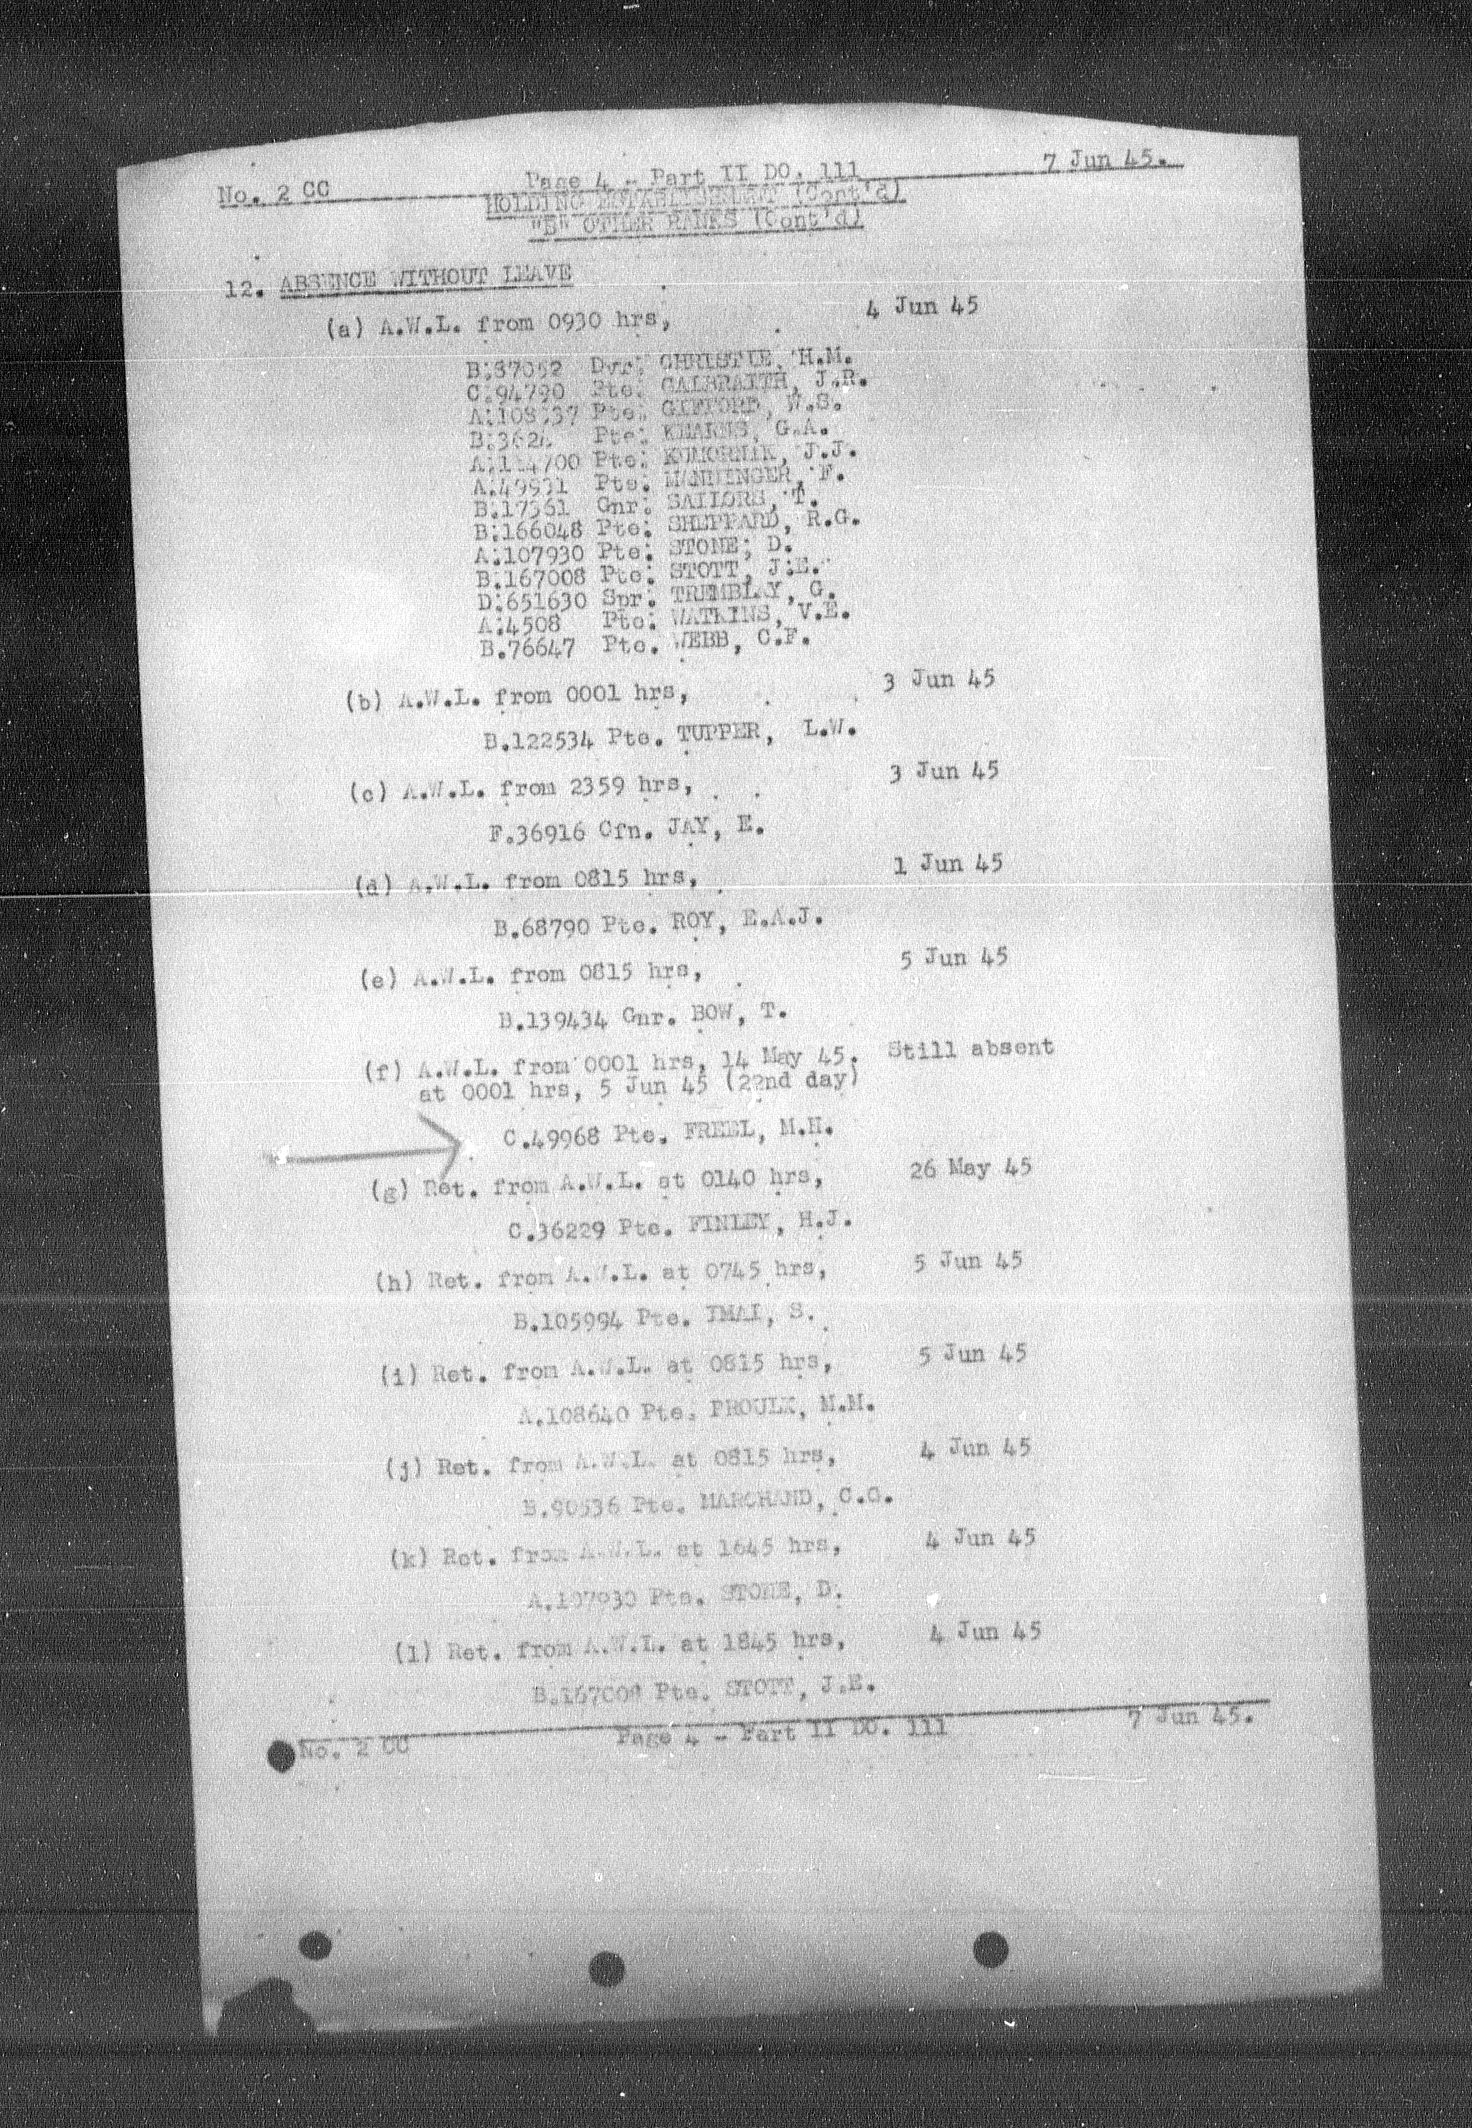 No. 2 CC Page 4 - Part II DO. 111 7 Jun 45.
HOLDING ESTABLISHMENT (Cont'd)
"B" OTHER RANKS (Cont'd)
12. ABSENCE WITHOUT LEAVE
(a) A.W.L. from 0930 hrs, 4 Jun 45
Dvr. CHRISTIE, H.M.
C.94790 Pte. GALBRAITH, J.R.
Pte. GIFFORD, W.S.
Pte. KEARNS, G.A.
Pte. KOMORNIK, J.J.
A.49931 Pte. F.
B.17561 Gnr. SAILORS, T.
B.166048 Pte. SHEPPARD, R.G.
A.107930 Pte. STONE, D.
B.167008 Pte. STOTT, J.E.
D.651630 Spr. TREMBLAY, G.
A.4508 Pte. WATKINS, V.E.
B.76647 Pte. WEBB, C.F.
(b) A.W.L. from 0001 hrs, 3 Jun 45
B.122534 Pte. TUPPER, L.W.
(c) A.W.L. from 2359 hrs, 3 Jun 45
F.36916 Cfn. JAY, E.
(d) A.W.L. from 0815 hrs, 1 Jun 45
B.68790 Pte. ROY, E.A.J.
(e) A.W.L. from 0815 hrs, 5 Jun 45
B.139434 Gnr. BOW, T.
(f) A.W.L. from 0001 hrs, 14 May 45. Still absent
at 0001 hrs, 5 Jun 45 (22nd day)
C.49968 Pte. FREEL, M.H.
(g) Ret. from A.W.L. at 0140 hrs, 26 May 45
C.36229 Pte. FINLEY, H.J.
(h) Ret. from A.W.L. at 0745 hrs, 5 Jun 45
B.105994 Pte. IMAI, S.
(i) Ret. from A.W.L. at 0815 hrs, 5 Jun 45
A.108640 Pte. PROULX, M.M.
(j) Ret. from A.W.L. at 0815 hrs, 4 Jun 45
B.90536 Pte. MARCHAND, C.G.
(k) Ret. from A.W.L. at 1645 hrs, 4 Jun 45
A.107930 Pte. STONE, D.
(l) Ret. from A.W.L. at 1845 hrs, 4 Jun 45
B.167008 Pte. STOTT, J.E.
No. 2 CC Page 4 - Part II DO. 111 7 Jun 45.